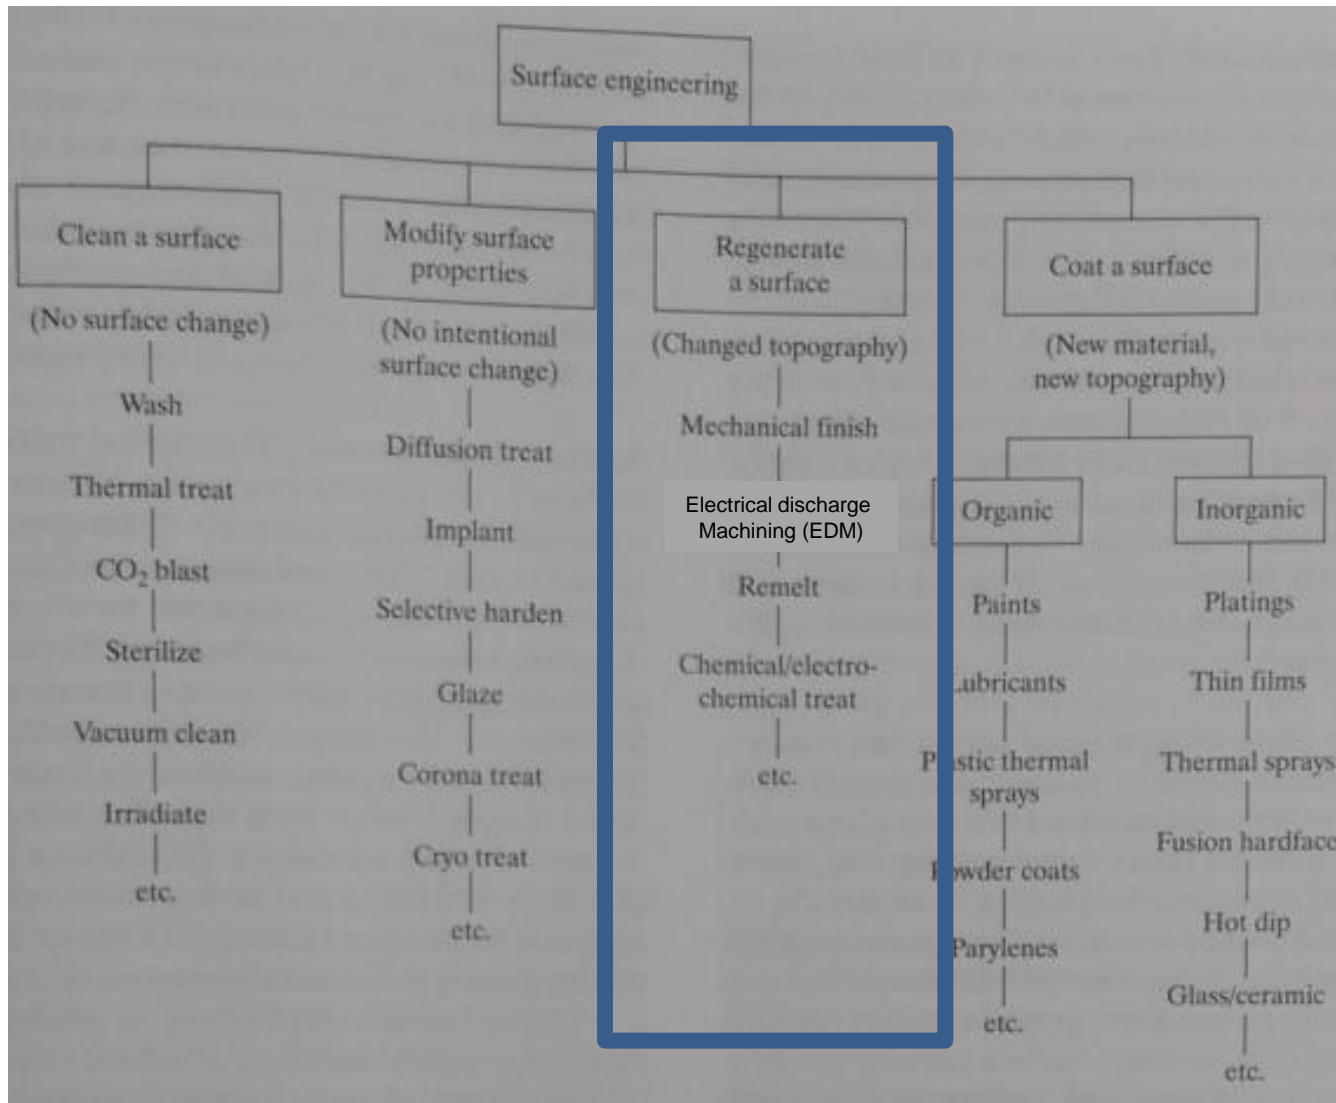 Surface engineering
Clean a surface
(No surface change)
Wash
Thermal treat
CO₂ blast
Sterilize
Vacuum clean
Irradiate
etc.
Modify surface
properties
(No intentional
surface change)
Diffusion treat
Implant
Selective harden
Glaze
Corona treat
Cryo treat
etc.
Regenerate
a surface
(Changed topography)
Mechanical finish
Electrical discharge
Machining (EDM)
Remelt
Chemical/electro-
chemical treat
etc.
Coat a surface
(New material,
new topography)
Organic
Paints
Lubricants
Plastic thermal
sprays
Powder coats
Parylenes
etc.
Inorganic
Platings
Thin films
Thermal sprays
Fusion hardface
Hot dip
Glass/ceramic
etc.